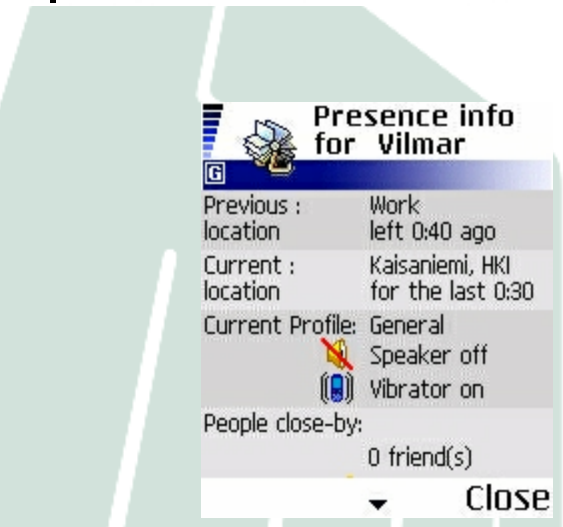 Presence info
for Vilmar
G
Previous : Work
location left 0:40 ago
Current : Kaisaniemi, HKI
location for the last 0:30
Current Profile: General
Speaker off
Vibrator on
People close-by:
0 friend(s)
Close